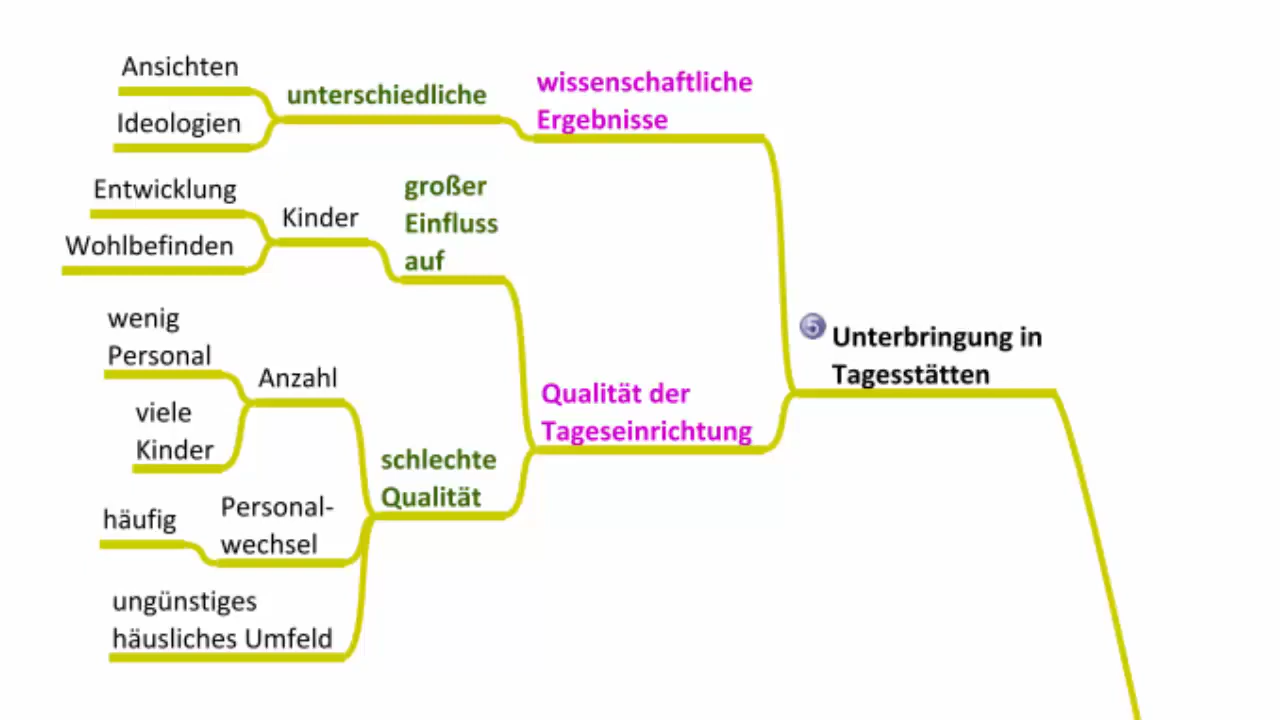 Ansichten
Ideologien
unterschiedliche
wissenschaftliche
Ergebnisse
Entwicklung
Wohlbefinden
Kinder
großer
Einfluss
auf
wenig
Personal
viele
Kinder
Anzahl
häufig
Personal-
wechsel
ungünstiges
häusliches Umfeld
schlechte
Qualität
Qualität der
Tageseinrichtung
5
Unterbringung in
Tagesstätten